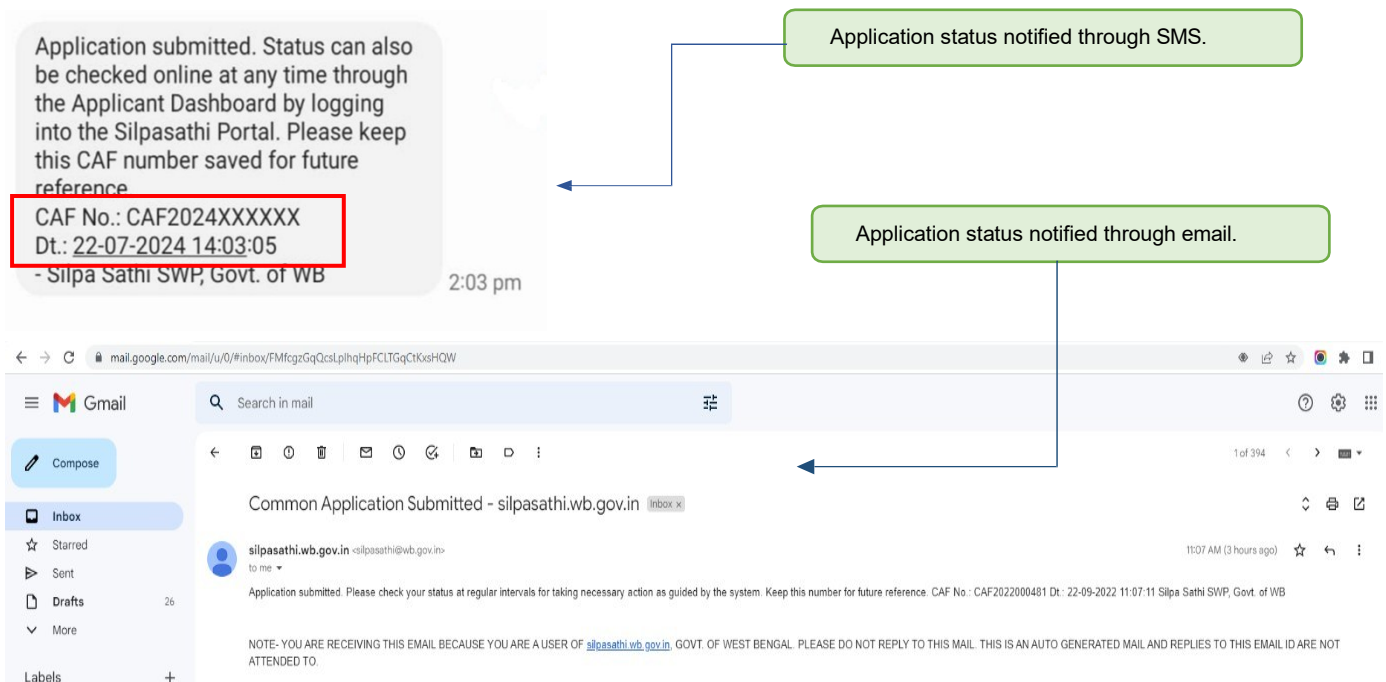 Application submitted. Status can also
be checked online at any time through
the Applicant Dashboard by logging
into the Silpasathi Portal. Please keep
this CAF number saved for future
reference
CAF No.: CAF2024XXXXXX
Dt.: 22-07-2024 14:03:05
- Silpa Sathi SWP, Govt. of WB
2:03 pm
Application status notified through SMS.
Application status notified through email.
mail.google.com/mail/u/0/#inbox/FMfcgzGqQcsLplhqHpFCLTGqCtKxsHQW
Gmail
Search in mail
Compose
1 of 394
Common Application Submitted - silpasathi.wb.gov.in Inbox ×
Inbox
Starred
Sent
Drafts 26
More
Labels +
silpasathi.wb.gov.in <silpasathi@wb.gov.in>
11:07 AM (3 hours ago)
to me
Application submitted. Please check your status at regular intervals for taking necessary action as guided by the system. Keep this number for future reference. CAF No.: CAF2022000481 Dt.: 22-09-2022 11:07:11 Silpa Sathi SWP, Govt. of WB
NOTE- YOU ARE RECEIVING THIS EMAIL BECAUSE YOU ARE A USER OF silpasathi.wb.gov.in, GOVT. OF WEST BENGAL. PLEASE DO NOT REPLY TO THIS MAIL. THIS IS AN AUTO GENERATED MAIL AND REPLIES TO THIS EMAIL ID ARE NOT
ATTENDED TO.